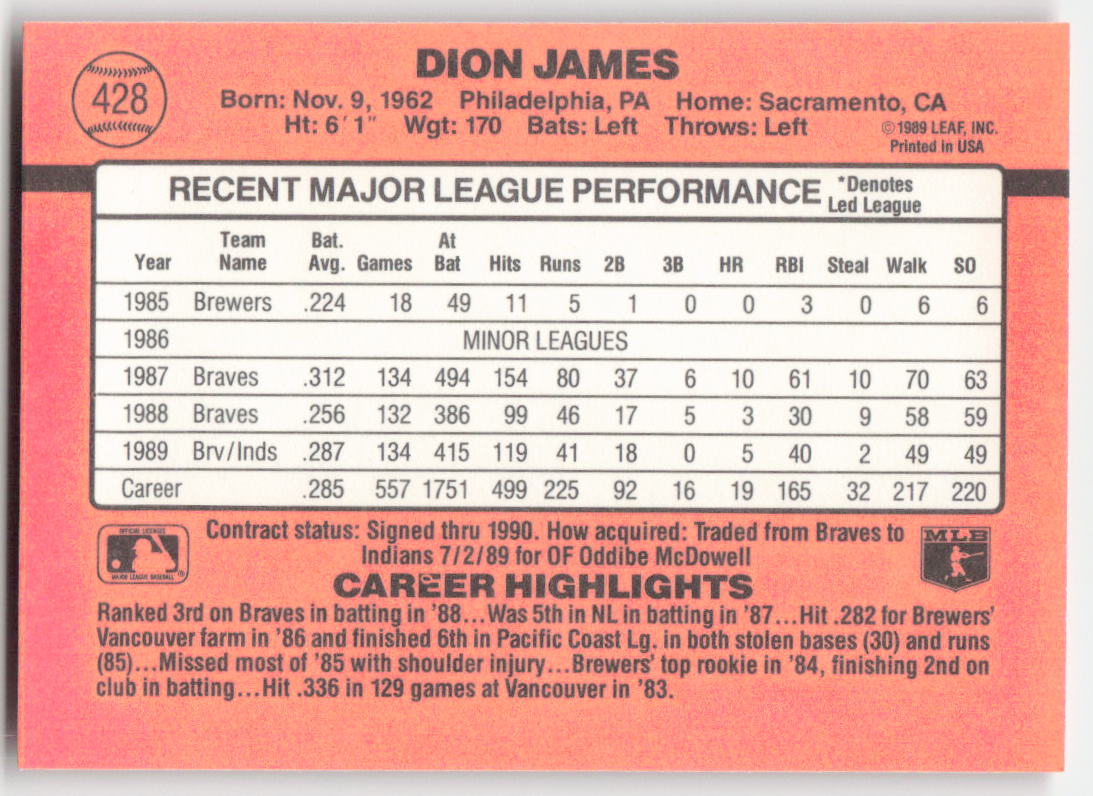 428
DION JAMES
Born: Nov. 9, 1962 Philadelphia, PA Home: Sacramento, CA
Ht: 6' 1" Wgt: 170 Bats: Left Throws: Left
©1989 LEAF, INC.
Printed in USA
RECENT MAJOR LEAGUE PERFORMANCE *Denotes
Led League
Year Team Name Bat. Avg. Games At Bat Hits Runs 2B 3B HR RBI Steal Walk SO
1985 Brewers .224 18 49 11 5 1 0 0 3 0 6 6
1986 MINOR LEAGUES
1987 Braves .312 134 494 154 80 37 6 10 61 10 70 63
1988 Braves .256 132 386 99 46 17 5 3 30 9 58 59
1989 Brv/Inds .287 134 415 119 41 18 0 5 40 2 49 49
Career .285 557 1751 499 225 92 16 19 165 32 217 220
OFFICIAL LICENSEE
MAJOR LEAGUE BASEBALL ®
Contract status: Signed thru 1990. How acquired: Traded from Braves to
Indians 7/2/89 for OF Oddibe McDowell
MLB
CAREER HIGHLIGHTS
Ranked 3rd on Braves in batting in '88...Was 5th in NL in batting in '87...Hit .282 for Brewers'
Vancouver farm in '86 and finished 6th in Pacific Coast Lg. in both stolen bases (30) and runs
(85)...Missed most of '85 with shoulder injury...Brewers' top rookie in '84, finishing 2nd on
club in batting...Hit .336 in 129 games at Vancouver in '83.